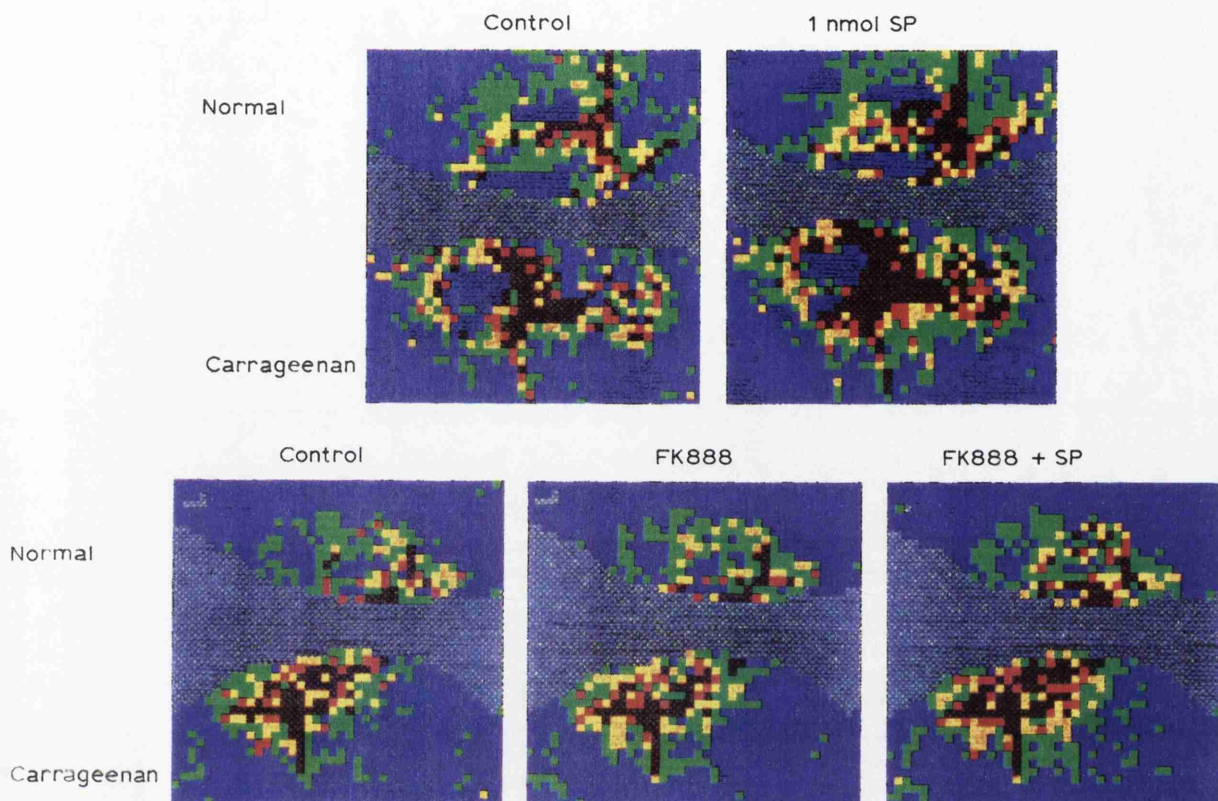 Control
1 nmol SP
Normal
Carrageenan
Control
FK888
FK888 + SP
Normal
Carrageenan